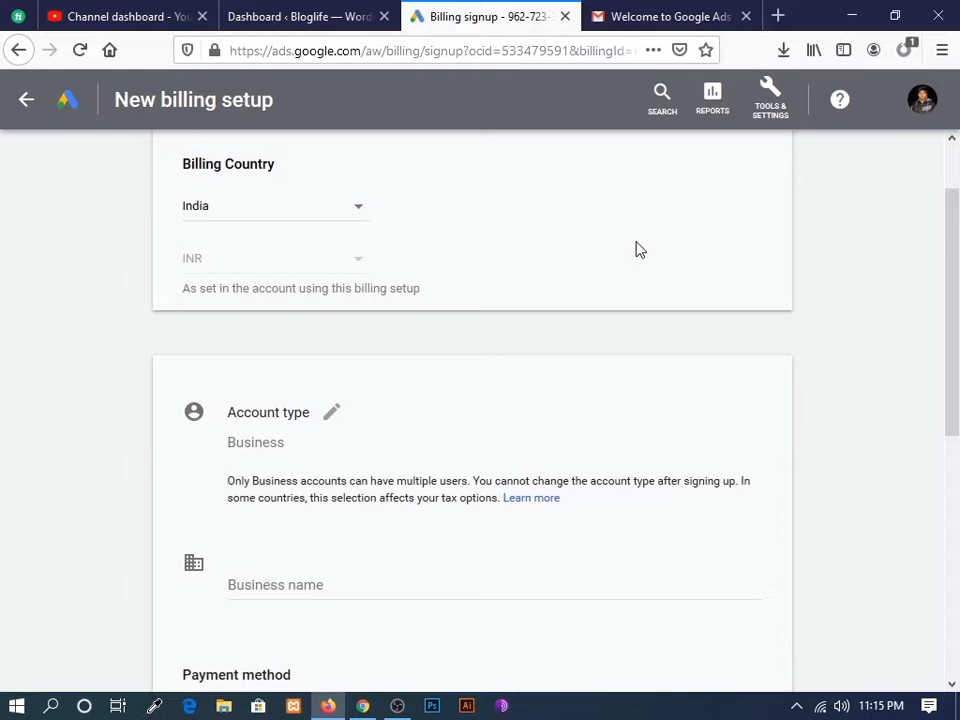 Channel dashboard - You
Dashboard ‹ Bloglife — Word
Billing signup - 962-723-
Welcome to Google Ads
https://ads.google.com/aw/billing/signup?ocid=533479591&billingId=
1
New billing setup
SEARCH
REPORTS
TOOLS &
SETTINGS
Billing Country
India
INR
As set in the account using this billing setup
Account type
Business
Only Business accounts can have multiple users. You cannot change the account type after signing up. In
some countries, this selection affects your tax options. Learn more
Business name
Payment method
Ps
Ai
11:15 PM